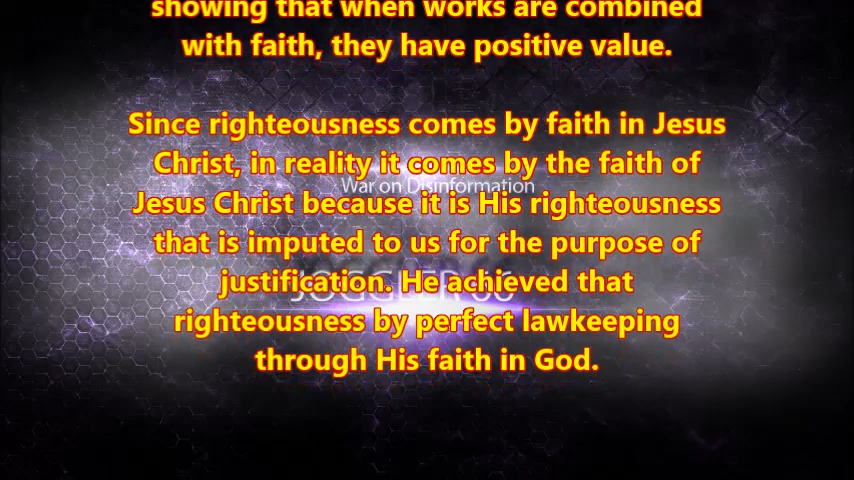 showing that when works are combined
with faith, they have positive value.
Since righteousness comes by faith in Jesus
Christ, in reality it comes by the faith of
War on Disinformation
Jesus Christ because it is His righteousness
that is imputed to us for the purpose of
justification. He achieved that
JOGGLER 66
righteousness by perfect lawkeeping
through His faith in God.